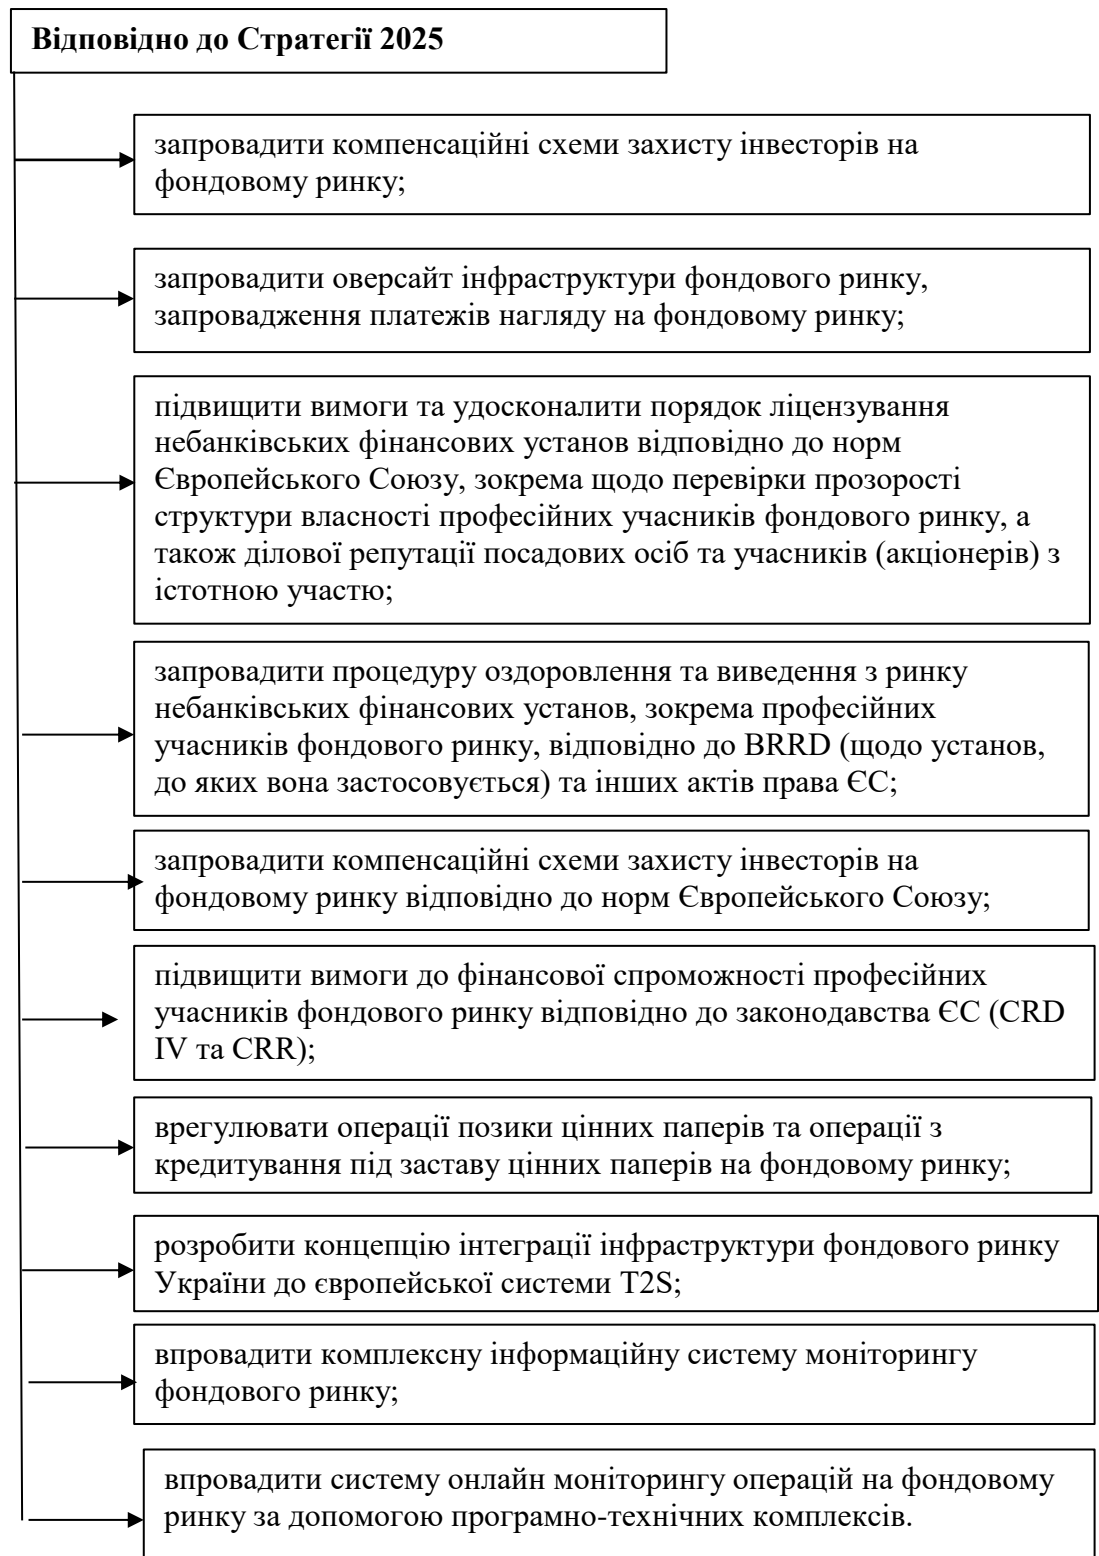 Відповідно до Стратегії 2025
запровадити компенсаційні схеми захисту інвесторів на
фондовому ринку;
запровадити оверсайт інфраструктури фондового ринку,
запровадження платежів нагляду на фондовому ринку;
підвищити вимоги та удосконалити порядок ліцензування
небанківських фінансових установ відповідно до норм
Європейського Союзу, зокрема щодо перевірки прозорості
структури власності професійних учасників фондового ринку, а
також ділової репутації посадових осіб та учасників (акціонерів) з
істотною участю;
запровадити процедуру оздоровлення та виведення з ринку
небанківських фінансових установ, зокрема професійних
учасників фондового ринку, відповідно до BRRD (щодо установ,
до яких вона застосовується) та інших актів права ЄС;
запровадити компенсаційні схеми захисту інвесторів на
фондовому ринку відповідно до норм Європейського Союзу;
підвищити вимоги до фінансової спроможності професійних
учасників фондового ринку відповідно до законодавства ЄС (CRD
IV та CRR);
врегулювати операції позики цінних паперів та операції з
кредитування під заставу цінних паперів на фондовому ринку;
розробити концепцію інтеграції інфраструктури фондового ринку
України до європейської системи T2S;
впровадити комплексну інформаційну систему моніторингу
фондового ринку;
впровадити систему онлайн моніторингу операцій на фондовому
ринку за допомогою програмно-технічних комплексів.